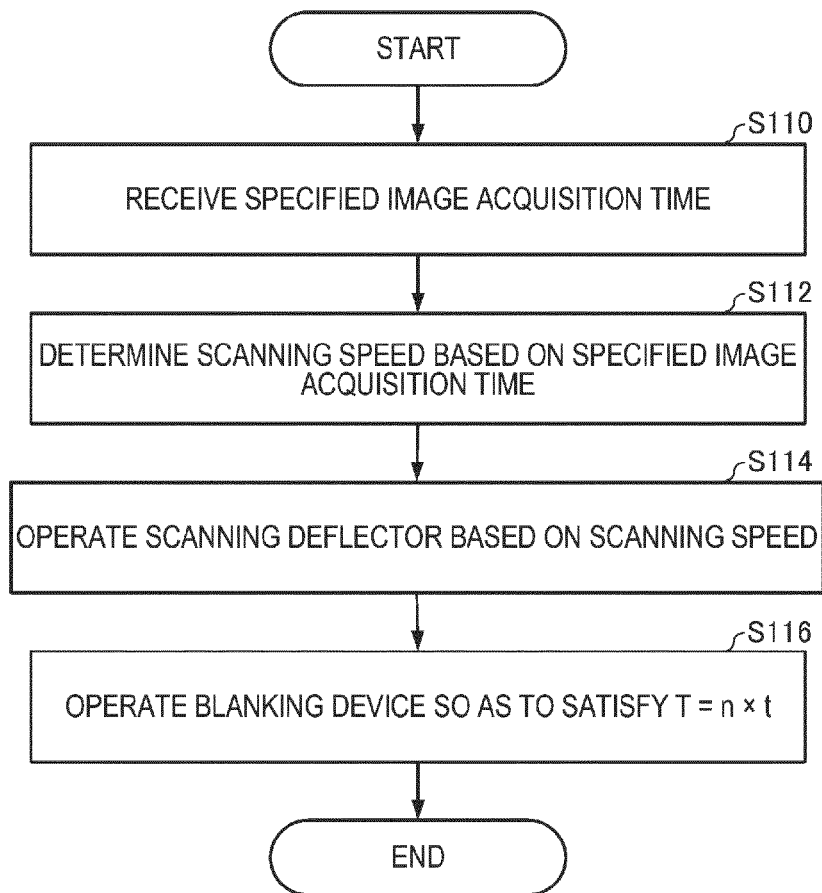 START
S110
RECEIVE SPECIFIED IMAGE ACQUISITION TIME
S112
DETERMINE SCANNING SPEED BASED ON SPECIFIED IMAGE
ACQUISITION TIME
S114
OPERATE SCANNING DEFLECTOR BASED ON SCANNING SPEED
S116
OPERATE BLANKING DEVICE SO AS TO SATISFY T = n × t
END